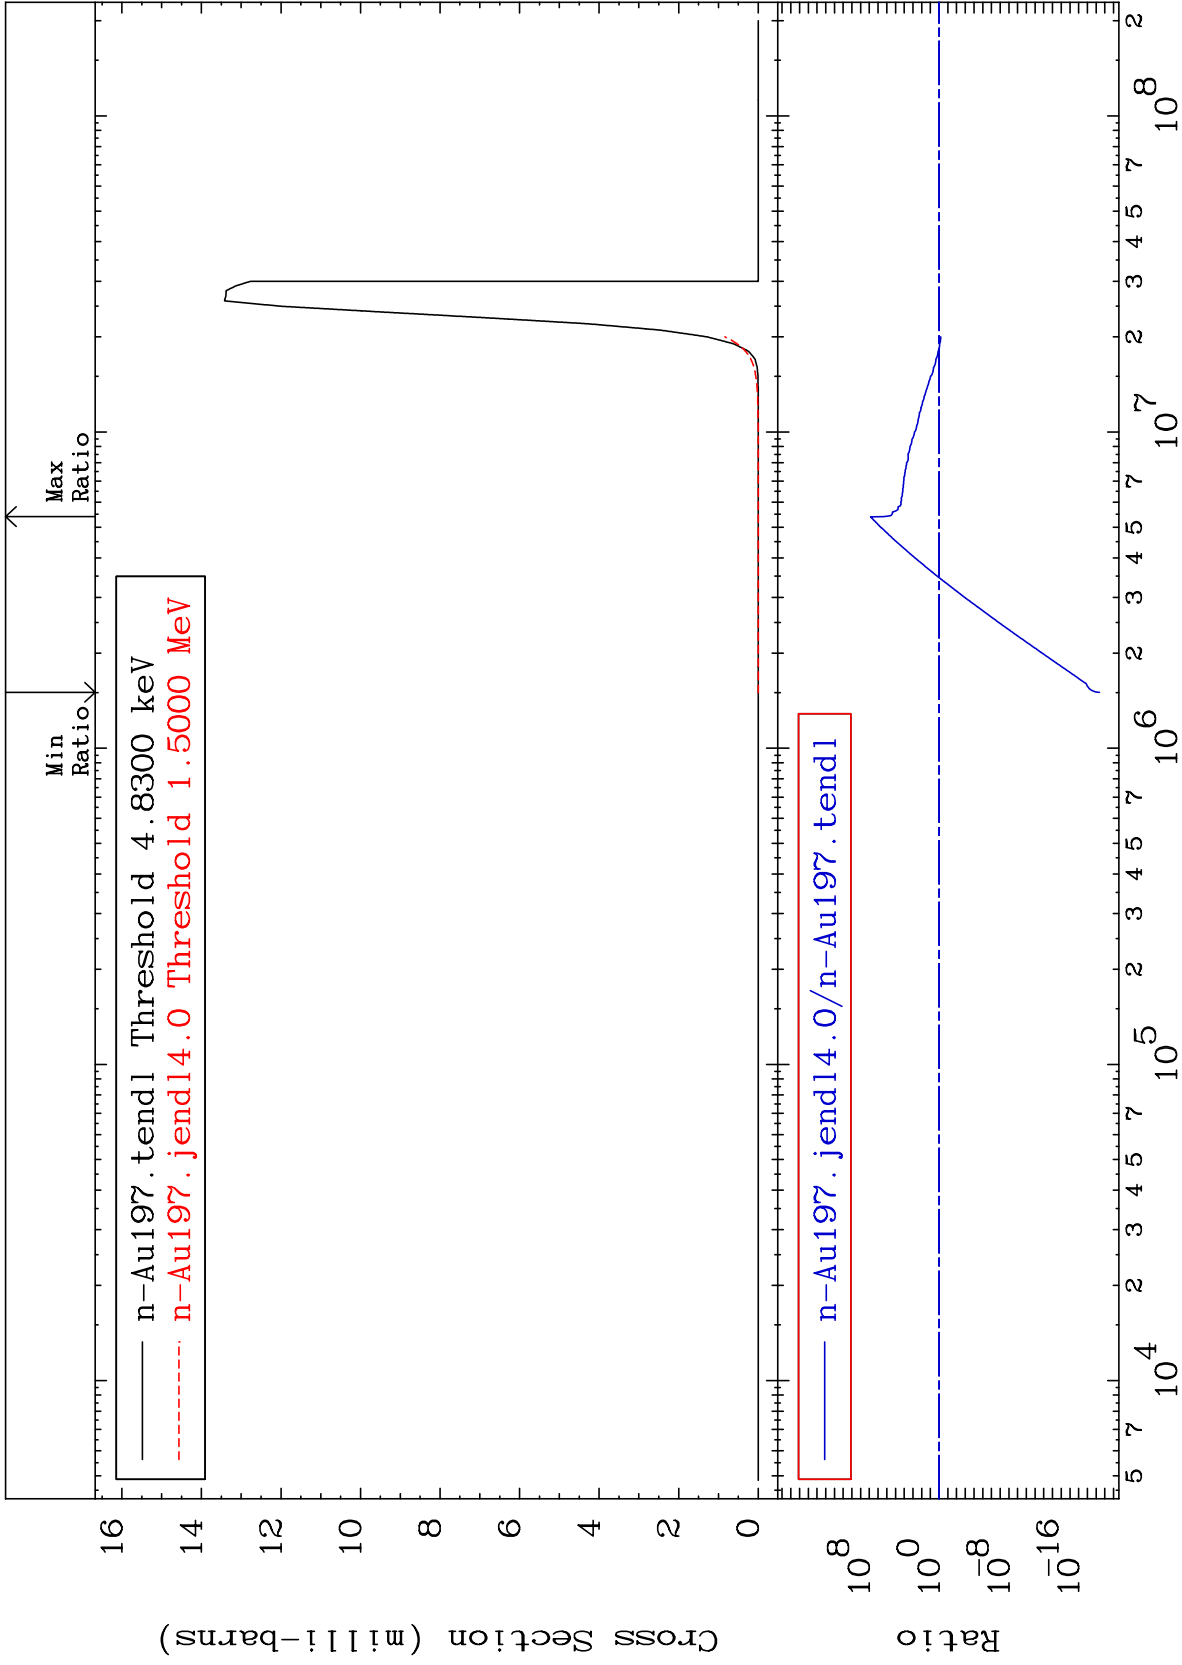 Min
Ratio
Max
Ratio
n-Au197.tendl Threshold 4.8300 keV
n-Au197.jendl4.0 Threshold 1.5000 MeV
16
14
12
10
8
6
4
2
0
Cross Section (milli-barns)
n-Au197.jendl4.0/n-Au197.tendl
10^8
10^0
10^-8
10^-16
Ratio
5 7 10^4 2 3 4 5 7 10^5 2 3 4 5 7 10^6 2 3 4 5 7 10^7 2 3 4 5 7 10^8 2